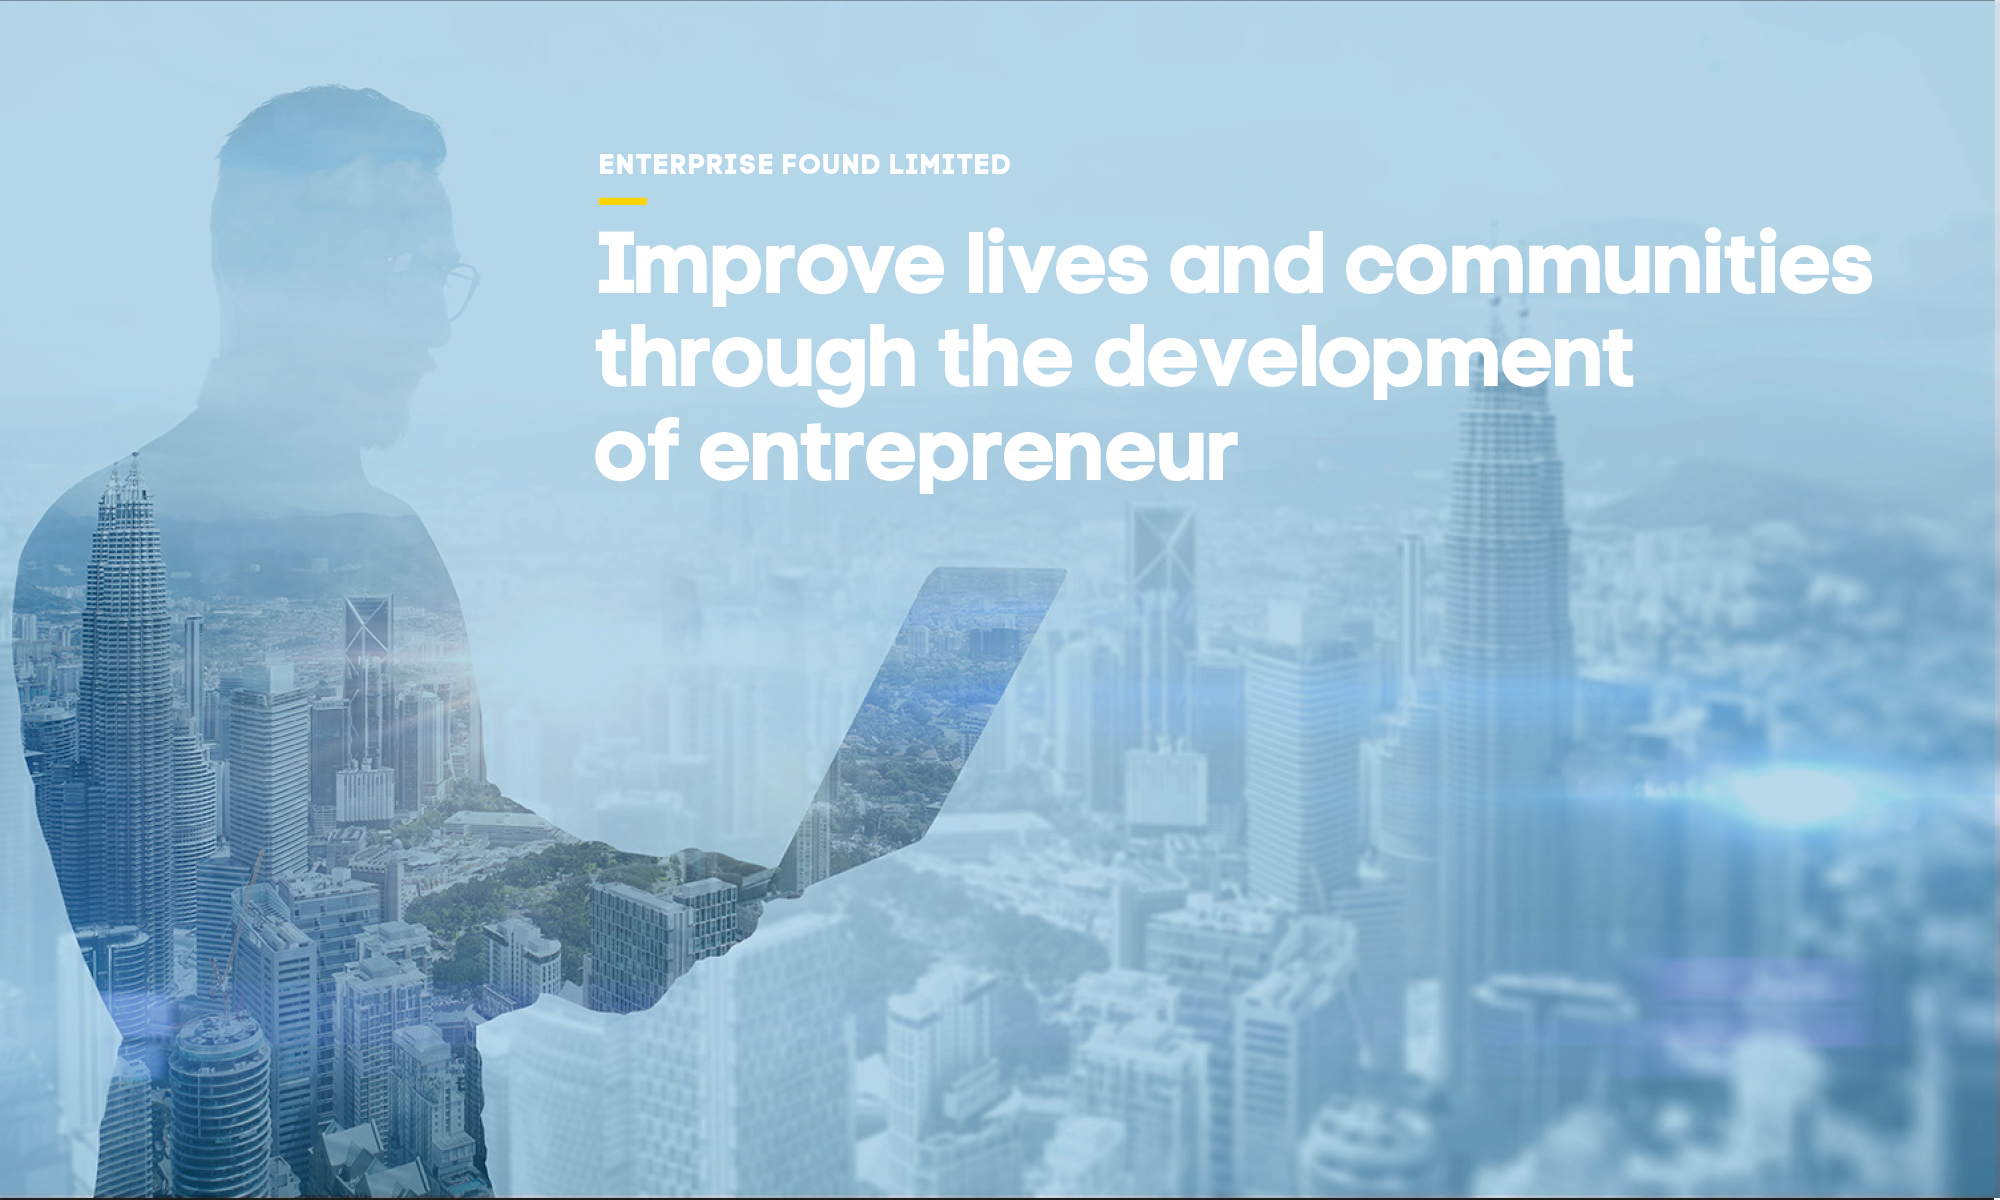 ENTERPRISE FOUND LIMITED
Improve lives and communities
through the development
of entrepreneur